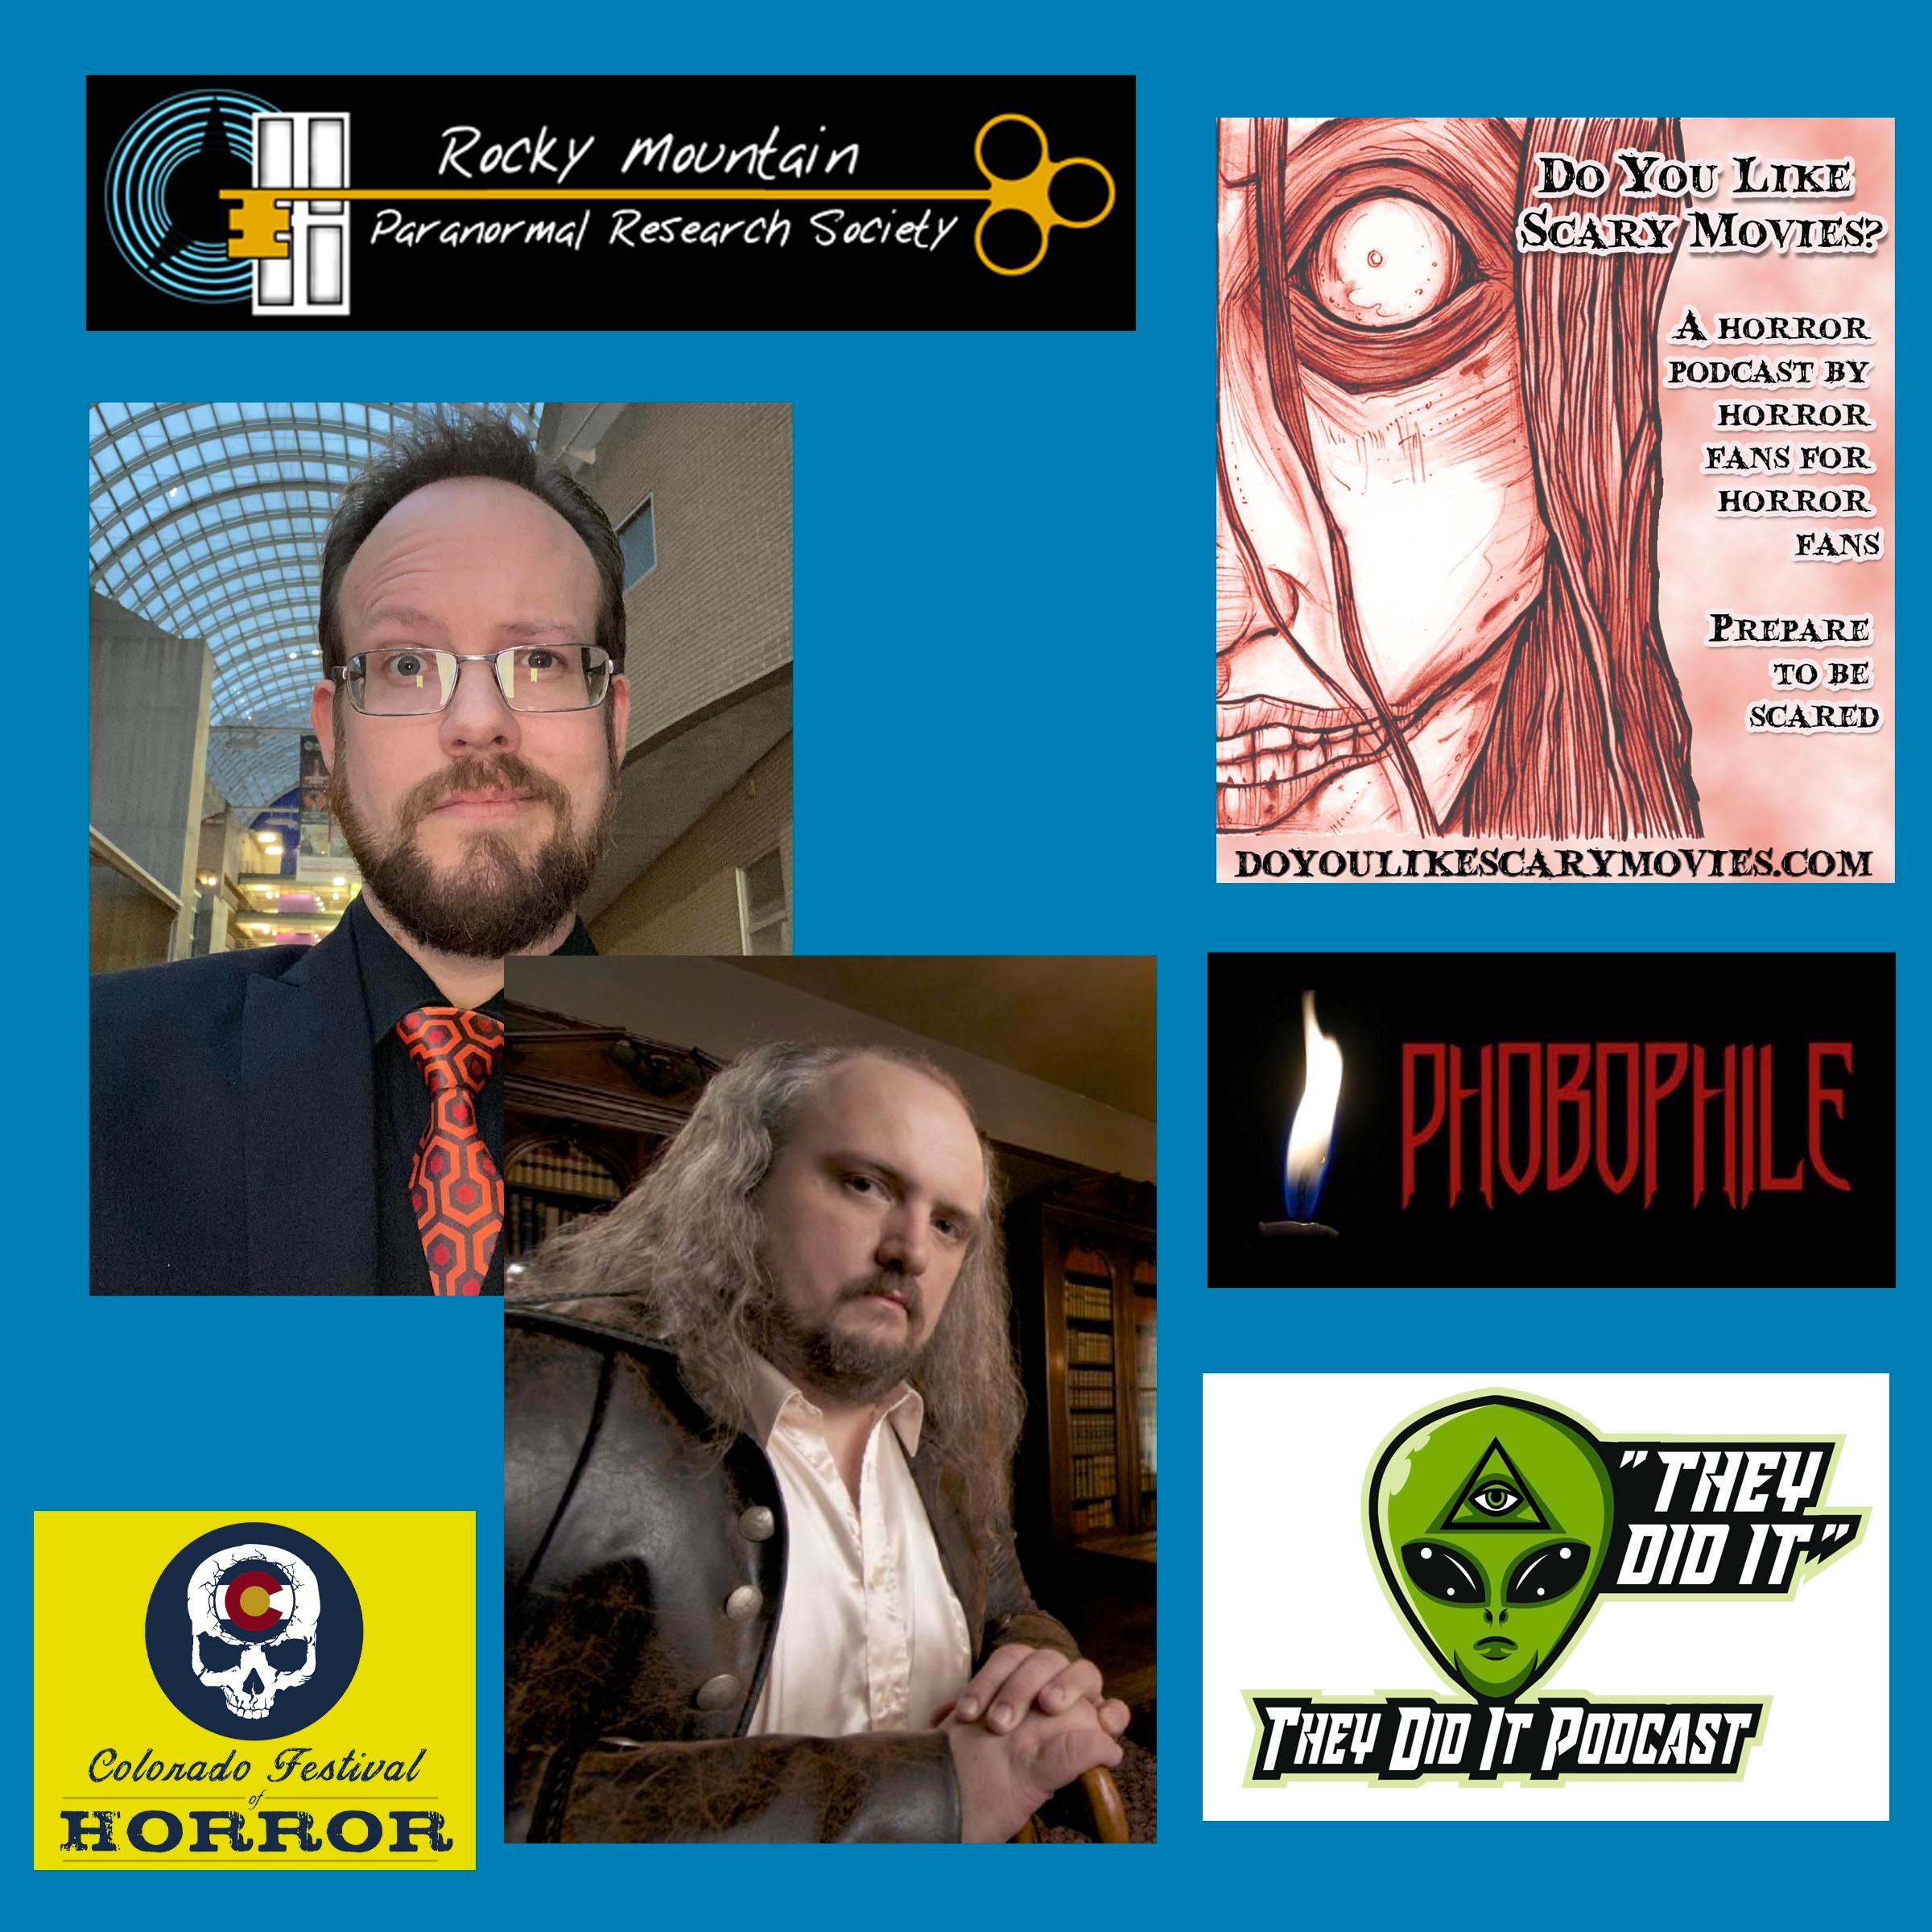 Rocky Mountain
Paranormal Research Society
Do You Like
Scary Movies?
A horror
podcast by
horror
fans for
horror
fans
Prepare
to be
scared
doyoulikescarymovies.com
PHOBOPHILE
"THEY
DID IT"
They Did It Podcast
Colorado Festival
of
HORROR